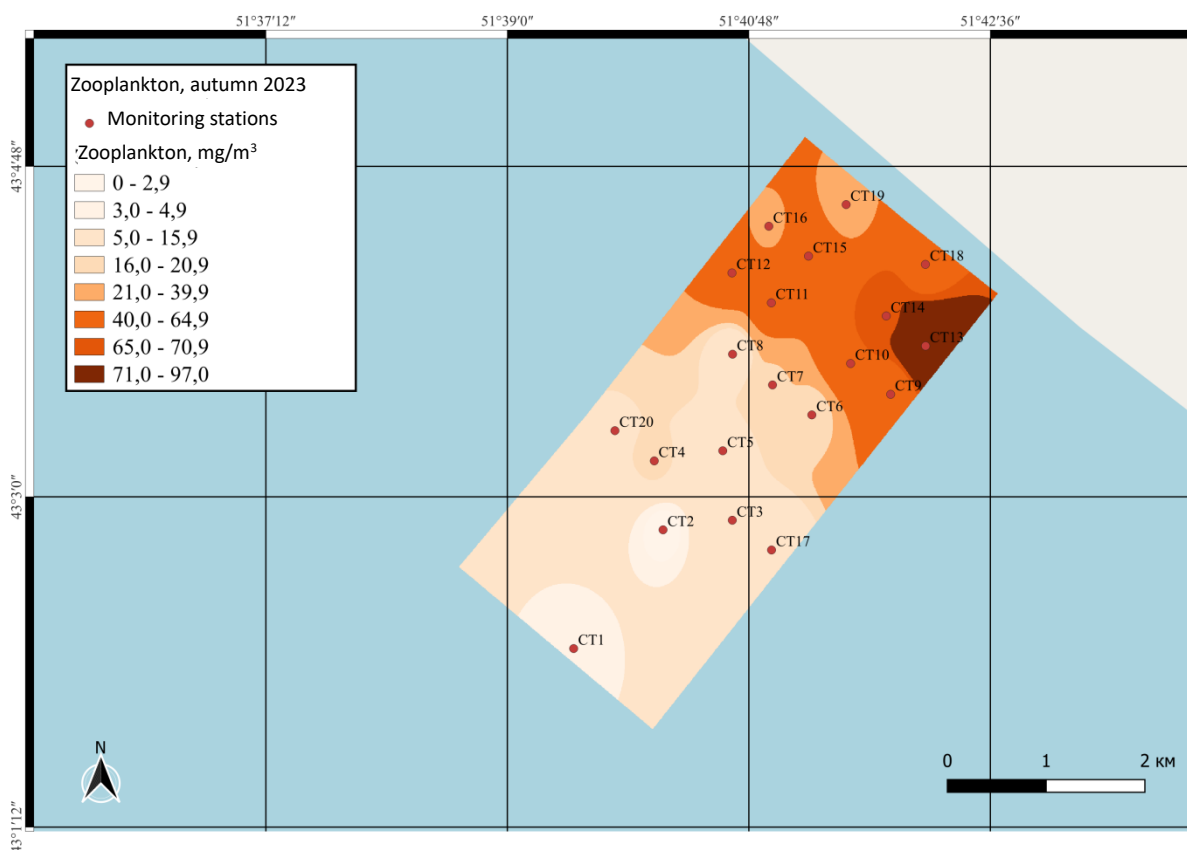 51°37'12" 51°39'0" 51°40'48" 51°42'36"
Zooplankton, autumn 2023
Monitoring stations
Zooplankton, mg/m³
0 - 2,9
3,0 - 4,9
5,0 - 15,9
16,0 - 20,9
21,0 - 39,9
40,0 - 64,9
65,0 - 70,9
71,0 - 97,0
43°4'48"
43°3'0"
43°1'12"
CT19
CT16
CT15
CT18
CT12
CT11
CT14
CT13
CT8
CT10
CT7
CT9
CT6
CT20
CT5
CT4
CT3
CT2
CT17
CT1
N
0 1 2 км